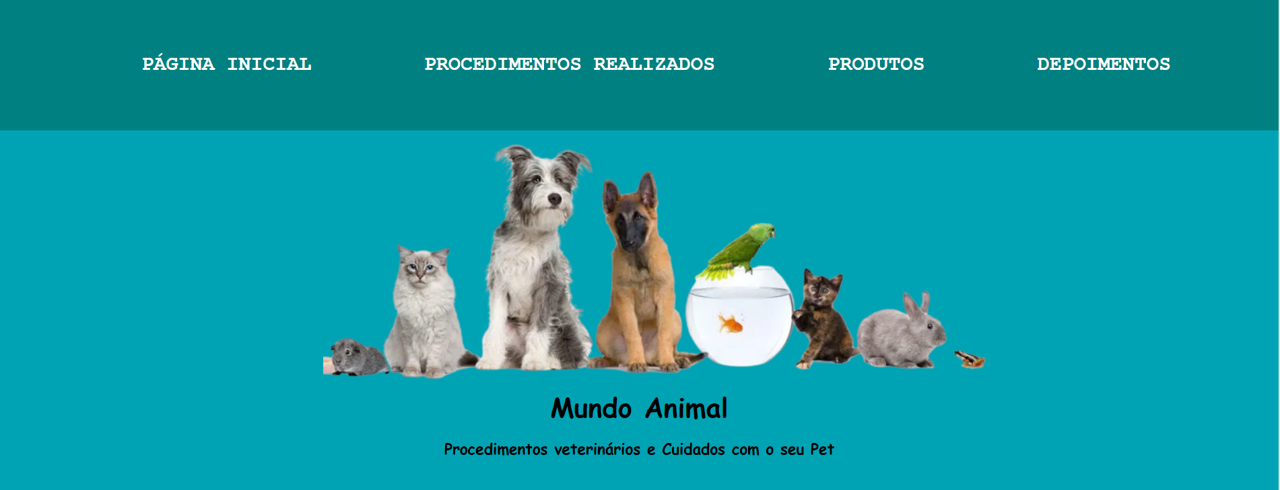 PÁGINA INICIAL PROCEDIMENTOS REALIZADOS PRODUTOS DEPOIMENTOS
Mundo Animal
Procedimentos veterinários e Cuidados com o seu Pet